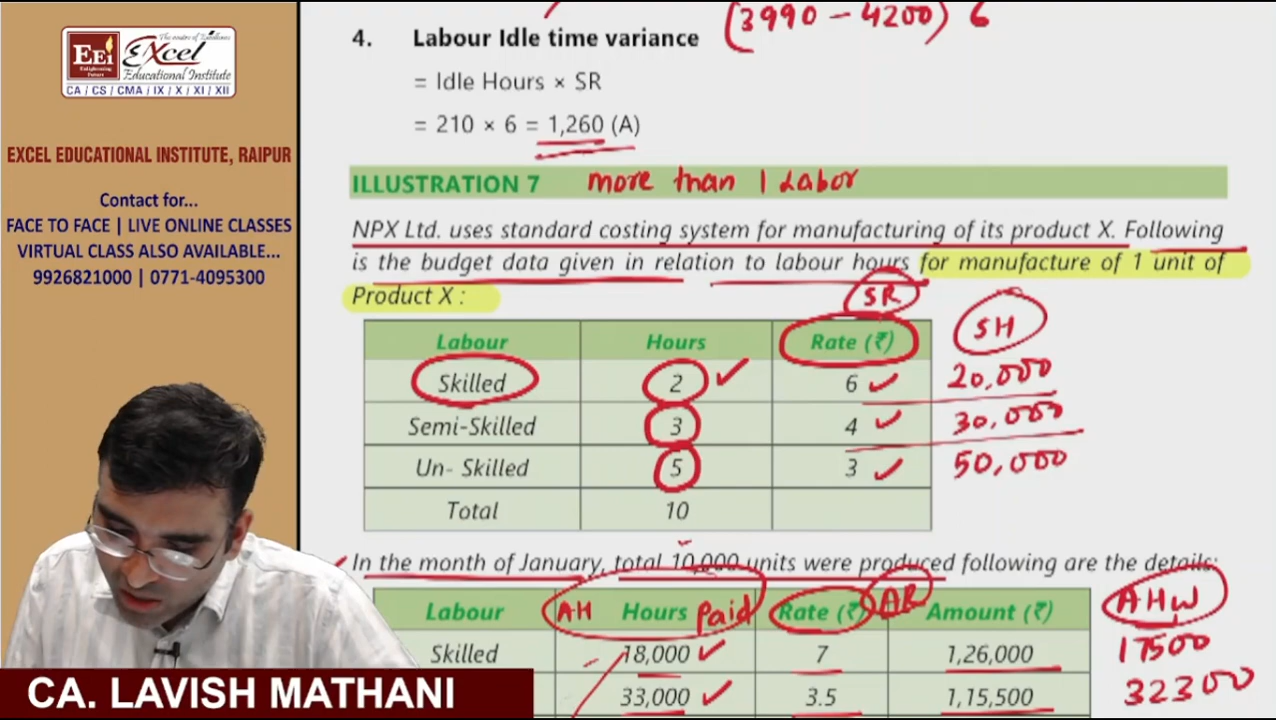 The centre of Excellence
EEi
Enlightening Future
Excel
Educational Institute
CA / CS / CMA / IX / X / XI / XII
EXCEL EDUCATIONAL INSTITUTE, RAIPUR
Contact for...
FACE TO FACE | LIVE ONLINE CLASSES
VIRTUAL CLASS ALSO AVAILABLE...
9926821000 | 0771-4095300
(3990 - 4200) 6
4. Labour Idle time variance
= Idle Hours × SR
= 210 × 6 = 1,260 (A)
ILLUSTRATION 7 more than 1 Labor
NPX Ltd. uses standard costing system for manufacturing of its product X. Following
is the budget data given in relation to labour hours for manufacture of 1 unit of
Product X :
SR
Labour Hours Rate (₹) SH
Skilled 2 6 20,000
Semi-Skilled 3 4 30,000
Un- Skilled 5 3 50,000
Total 10
In the month of January, total 10,000 units were produced following are the details:
Labour AH Hours Paid Rate (₹) AR Amount (₹) AHW
Skilled 18,000 7 1,26,000 17500
33,000 3.5 1,15,500 32300
CA. LAVISH MATHANI